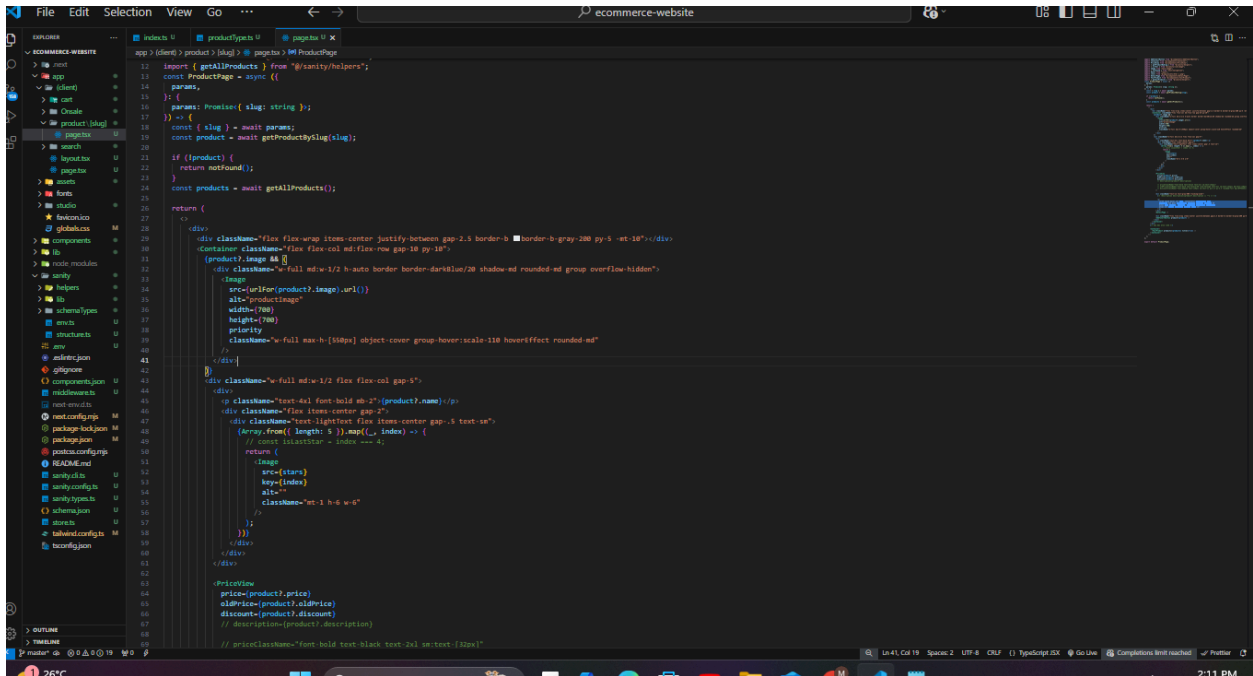 File Edit Selection View Go ··· ← → ecommerce-website
EXPLORER ···
ECOMMERCE-WEBSITE
> .next
app
(client)
> cart
> Onsale
product\[slug]
page.tsx U
> search
layout.tsx U
page.tsx U
> assets
> fonts
> studio
favicon.ico
globals.css M
> components
> lib
> node_modules
sanity
> helpers
> lib
> schemaTypes
env.ts U
structure.ts U
.env U
.eslintrc.json
.gitignore
components.json U
middleware.ts U
next-env.d.ts
next.config.mjs M
package-lock.json M
package.json M
postcss.config.mjs
README.md
sanity.cli.ts U
sanity.config.ts U
sanity.types.ts U
schema.json U
store.ts U
tailwind.config.ts M
tsconfig.json
> OUTLINE
> TIMELINE
index.ts U productType.ts U page.tsx U ×
app > (client) > product > [slug] > page.tsx > ProductPage
12 import { getAllProducts } from "@/sanity/helpers";
13 const ProductPage = async ({
14 params,
15 }: {
16 params: Promise<{ slug: string }>;
17 }) => {
18 const { slug } = await params;
19 const product = await getProductBySlug(slug);
20
21 if (!product) {
22 return notFound();
23 }
24 const products = await getAllProducts();
25
26 return (
27 <>
28 <div>
29 <div className="flex flex-wrap items-center justify-between gap-2.5 border-b border-b-gray-200 py-5 -mt-10"></div>
30 <Container className="flex flex-col md:flex-row gap-10 py-10">
31 {product?.image && (
32 <div className="w-full md:w-1/2 h-auto border border-darkBlue/20 shadow-md rounded-md group overflow-hidden">
33 <Image
34 src={urlFor(product?.image).url()}
35 alt="productImage"
36 width={700}
37 height={700}
38 priority
39 className="w-full max-h-[550px] object-cover group-hover:scale-110 hoverEffect rounded-md"
40 />
41 </div>
42 )}
43 <div className="w-full md:w-1/2 flex flex-col gap-5">
44 <div>
45 <p className="text-4xl font-bold mb-2">{product?.name}</p>
46 <div className="flex items-center gap-2">
47 <div className="text-lightText flex items-center gap-.5 text-sm">
48 {Array.from({ length: 5 }).map((_, index) => {
49 // const isLastStar = index === 4;
50 return (
51 <Image
52 src={stars}
53 key={index}
54 alt=""
55 className="mt-1 h-6 w-6"
56 />
57 );
58 })}
59 </div>
60 </div>
61 </div>
62
63 <PriceView
64 price={product?.price}
65 oldPrice={product?.oldPrice}
66 discount={product?.discount}
67 // description={product?.description}
68
69 // priceClassName="font-bold text-black text-2xl sm:text-[32px]"
master* 0 0 0 19 0 Ln 41, Col 19 Spaces: 2 UTF-8 CRLF {} TypeScript JSX Go Live Completions limit reached Prettier
1 26°C 2:11 PM